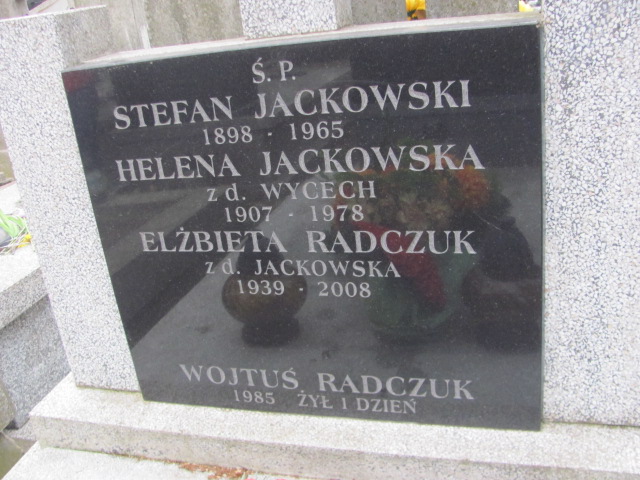 Ś. P.
STEFAN JACKOWSKI
1898 - 1965
HELENA JACKOWSKA
z d. WYCECH
1907 - 1978
ELŻBIETA RADCZUK
z d. JACKOWSKA
1939 - 2008
WOJTUŚ RADCZUK
1985 ŻYŁ 1 DZIEŃ